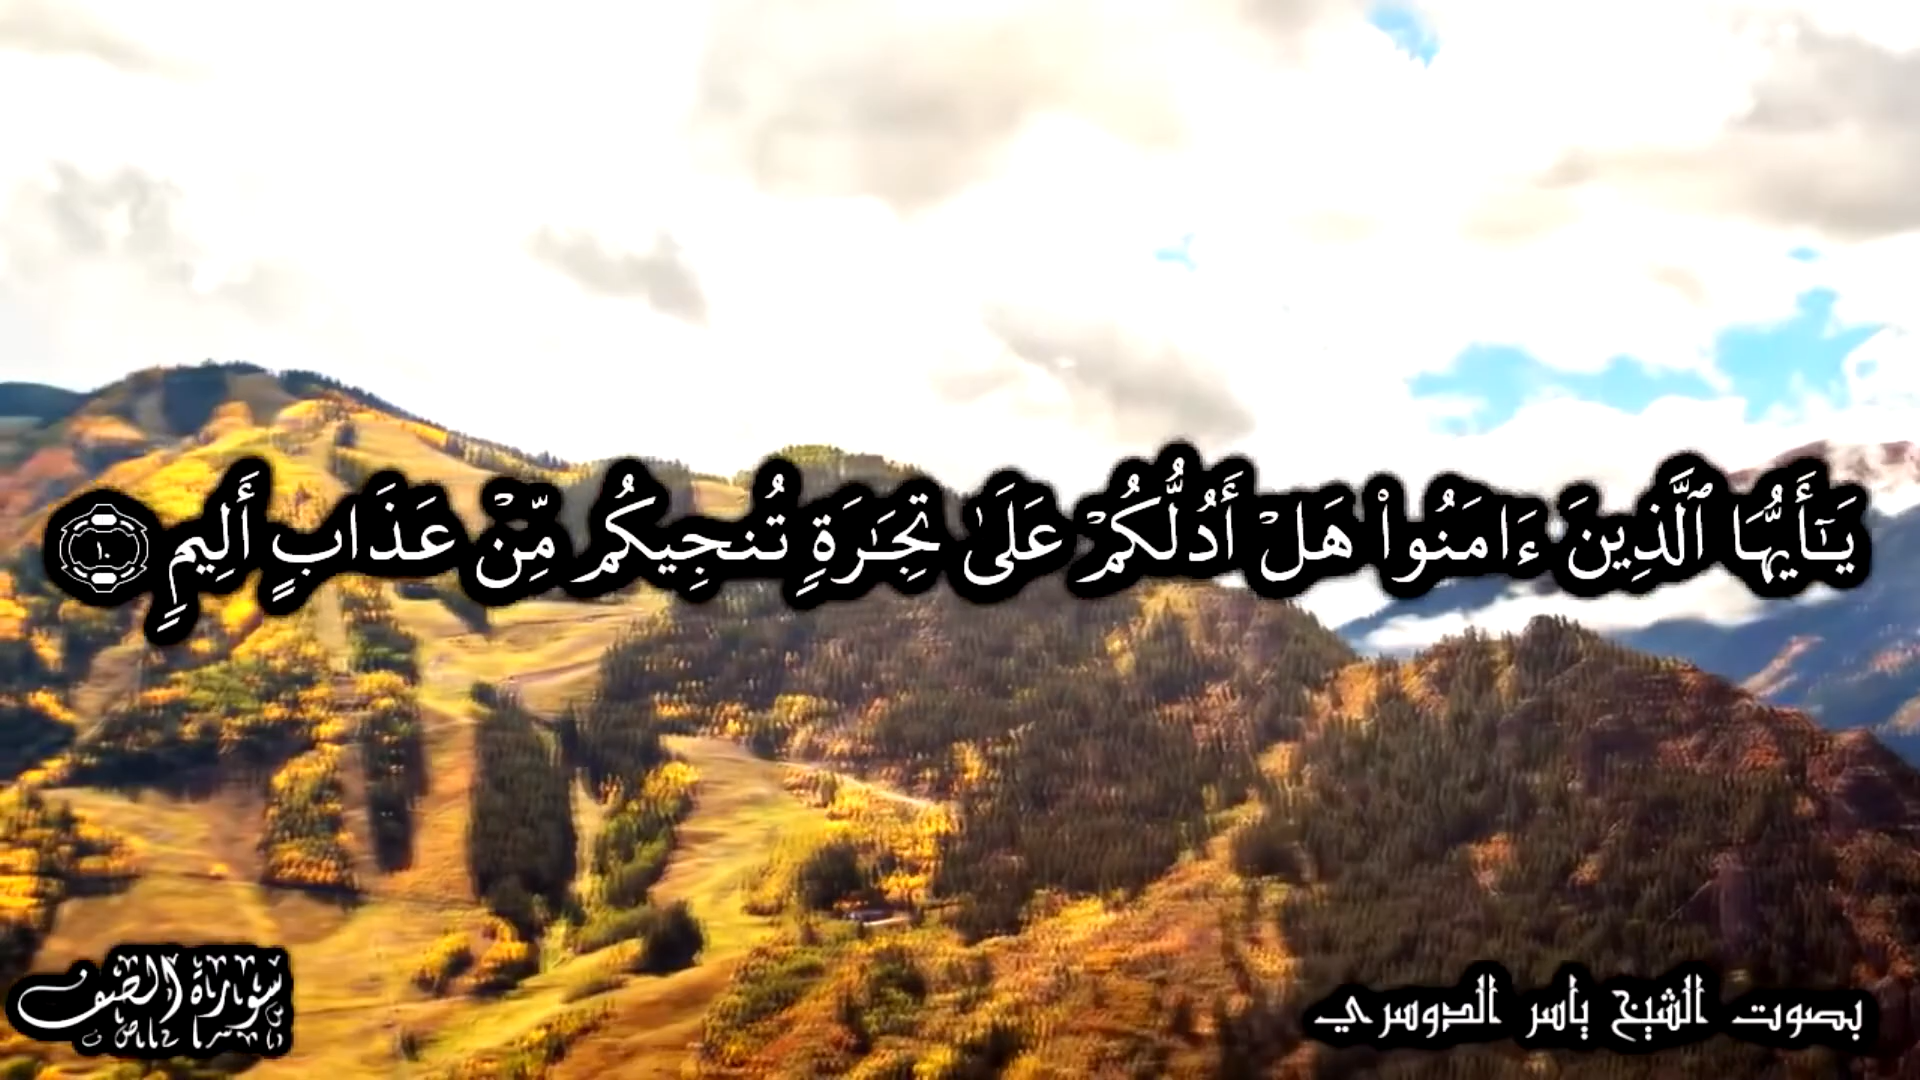 يَـٰٓأَيُّهَا ٱلَّذِينَ ءَامَنُوا۟ هَلْ أَدُلُّكُمْ عَلَىٰ تِجَـٰرَةٍ تُنجِيكُم مِّنْ عَذَابٍ أَلِيمٍ ١٠
سورة الصف
بصوت الشيخ ياسر الدوسري